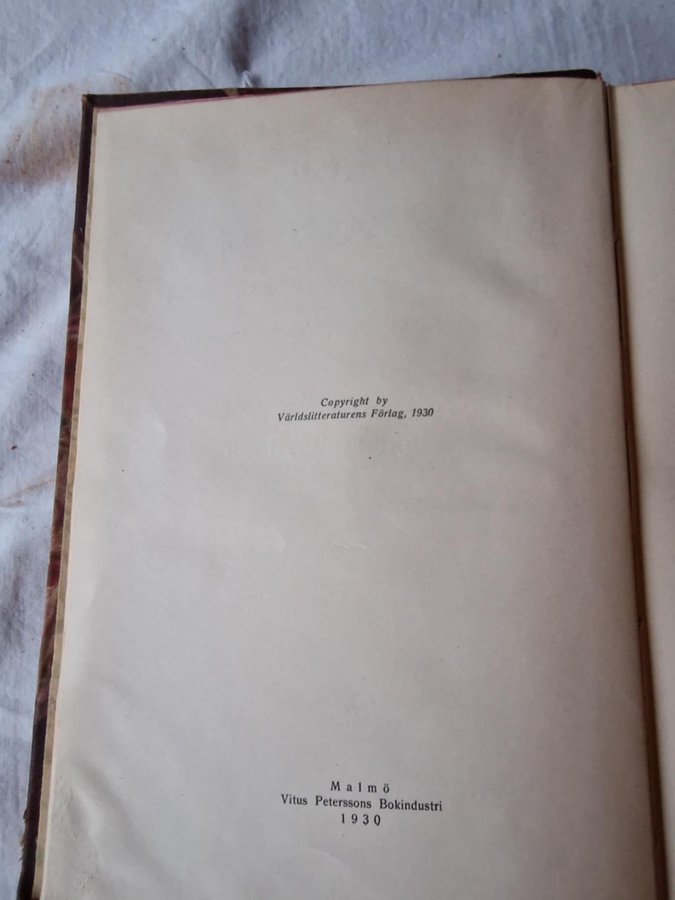 Copyright by
Världslitteraturens Förlag, 1930
Malmö
Vitus Peterssons Bokindustri
1930